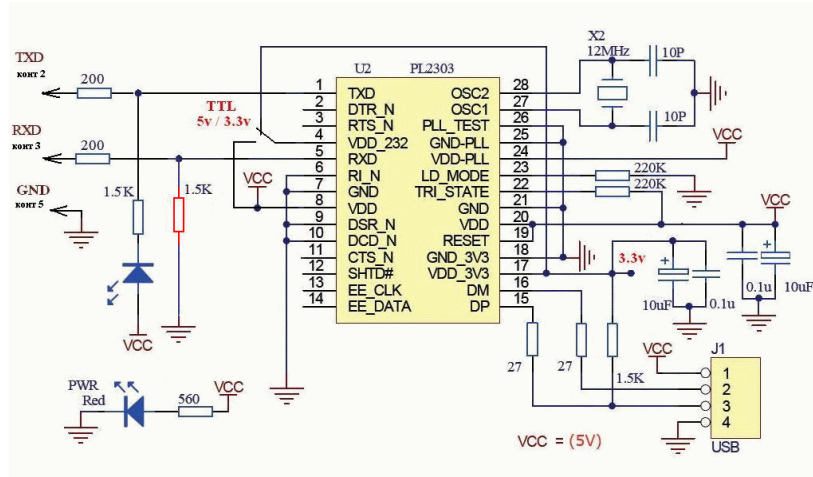 X2
12MHz
10P
10P
TXD
конт 2
200
RXD
конт 3
200
GND
конт 5
TTL
5v / 3.3v
VCC
1.5K
1.5K
VCC
U2 PL2303
1 TXD
2 DTR_N
3 RTS_N
4 VDD_232
5 RXD
6 RI_N
7 GND
8 VDD
9 DSR_N
10 DCD_N
11 CTS_N
12 SHTD#
13 EE_CLK
14 EE_DATA
OSC2 28
OSC1 27
PLL_TEST 26
GND-PLL 25
VDD-PLL 24
LD_MODE 23
TRI_STATE 22
GND 21
VDD 20
RESET 19
GND_3V3 18
VDD_3V3 17
DM 16
DP 15
VCC
220K
220K
VCC
3.3v
+
10uF
0.1u
0.1u
+
10uF
27
27
1.5K
VCC
J1
1
2
3
4
USB
PWR
Red
560
VCC
VCC = (5V)